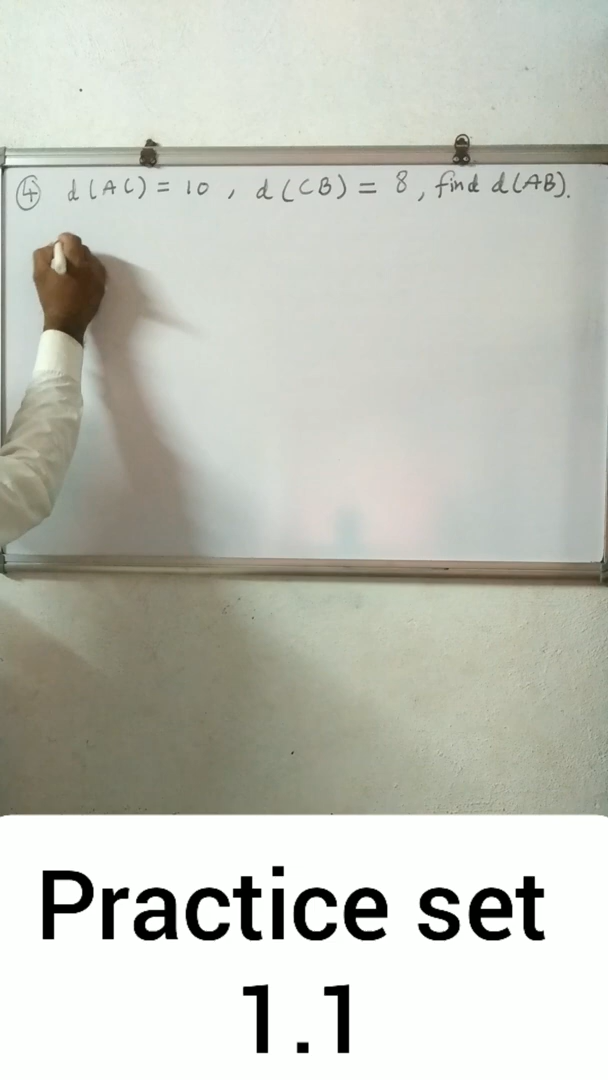 ④ d(AC) = 10 , d(CB) = 8 , find d(AB).
Practice set
1.1